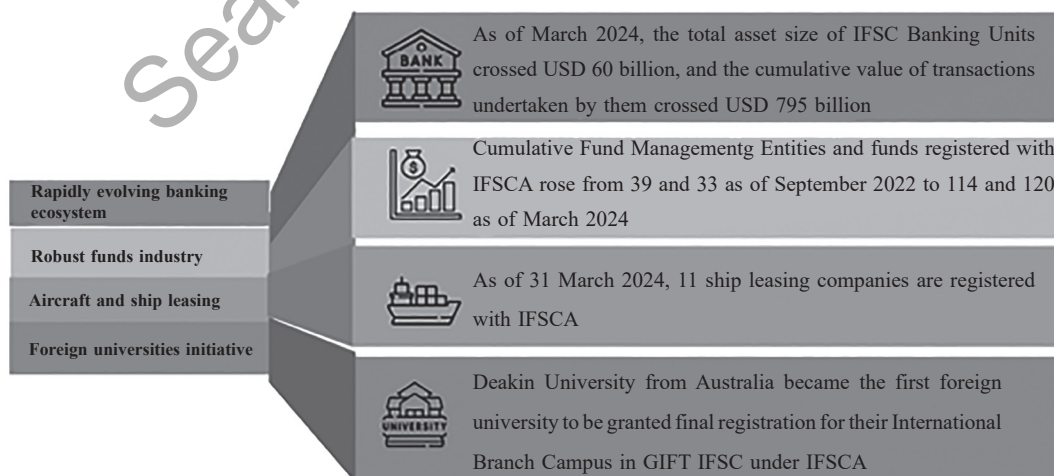 Sea
BANK
As of March 2024, the total asset size of IFSC Banking Units
crossed USD 60 billion, and the cumulative value of transactions
undertaken by them crossed USD 795 billion
Cumulative Fund Managementg Entities and funds registered with
IFSCA rose from 39 and 33 as of September 2022 to 114 and 120
as of March 2024
As of 31 March 2024, 11 ship leasing companies are registered
with IFSCA
UNIVERSITY
Deakin University from Australia became the first foreign
university to be granted final registration for their International
Branch Campus in GIFT IFSC under IFSCA
Rapidly evolving banking
ecosystem
Robust funds industry
Aircraft and ship leasing
Foreign universities initiative